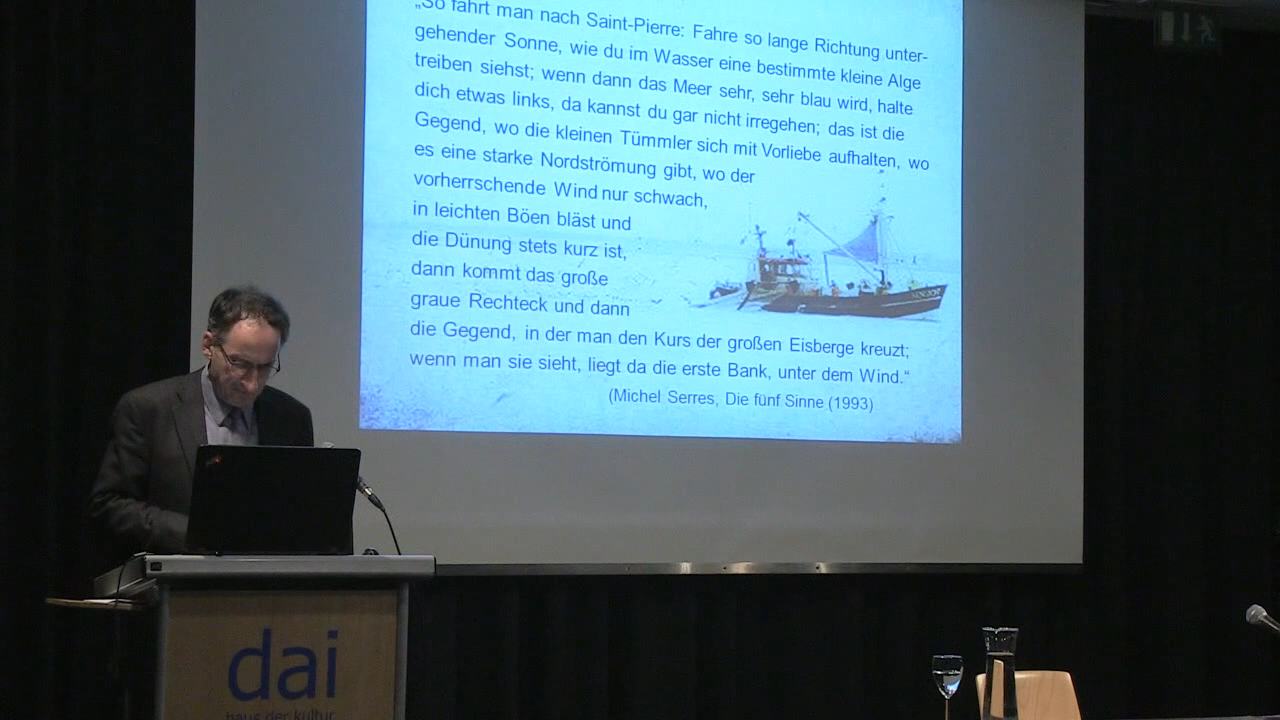 „So fährt man nach Saint-Pierre: Fahre so lange Richtung unter-
gehender Sonne, wie du im Wasser eine bestimmte kleine Alge
treiben siehst; wenn dann das Meer sehr, sehr blau wird, halte
dich etwas links, da kannst du gar nicht irregehen; das ist die
Gegend, wo die kleinen Tümmler sich mit Vorliebe aufhalten, wo
es eine starke Nordströmung gibt, wo der
vorherrschende Wind nur schwach,
in leichten Böen bläst und
die Dünung stets kurz ist,
dann kommt das große
graue Rechteck und dann
die Gegend, in der man den Kurs der großen Eisberge kreuzt;
wenn man sie sieht, liegt da die erste Bank, unter dem Wind.“
(Michel Serres, Die fünf Sinne (1993)
dai
haus der kultur